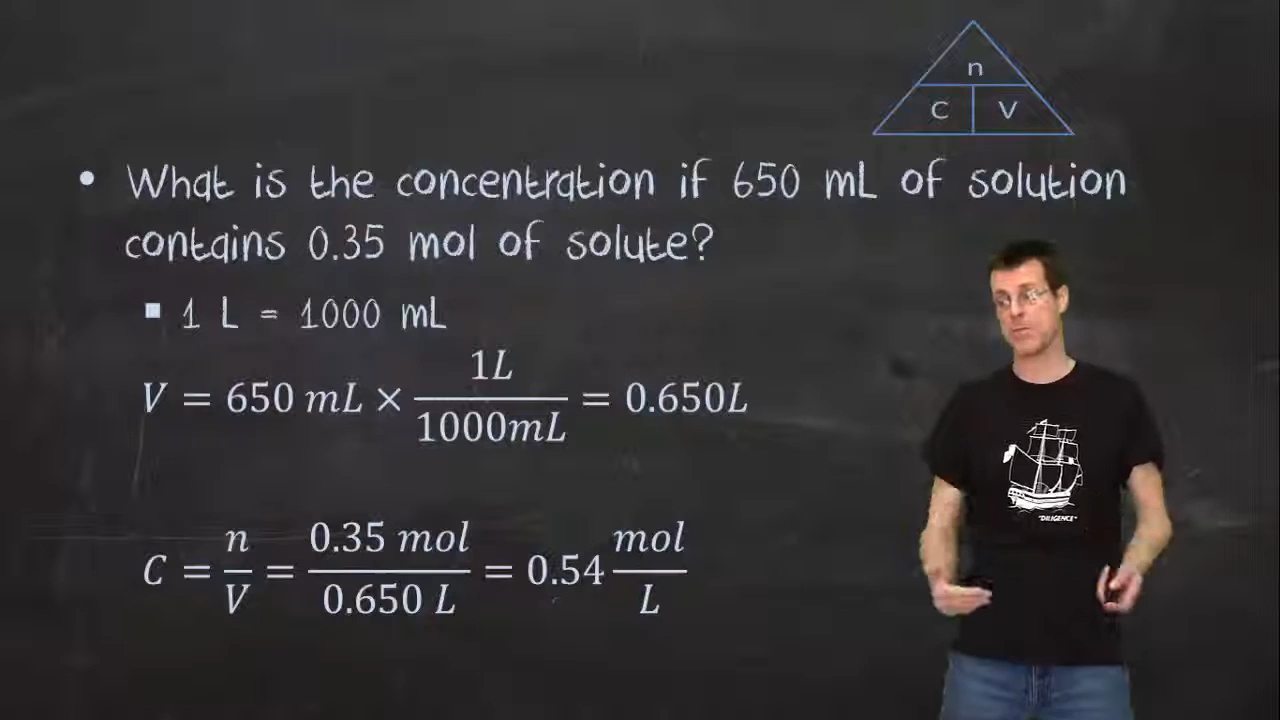 n
C V
• What is the concentration if 650 mL of solution
contains 0.35 mol of solute?
▪ 1 L = 1000 mL
V = 650 mL × 1L/1000mL = 0.650L
C = n/V = 0.35 mol/0.650 L = 0.54 mol/L
"DILIGENCE"